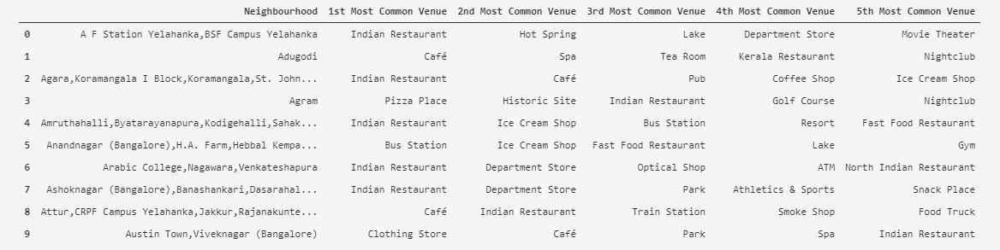 Neighbourhood 1st Most Common Venue 2nd Most Common Venue 3rd Most Common Venue 4th Most Common Venue 5th Most Common Venue
0 A F Station Yelahanka,BSF Campus Yelahanka Indian Restaurant Hot Spring Lake Department Store Movie Theater
1 Adugodi Café Spa Tea Room Kerala Restaurant Nightclub
2 Agara,Koramangala I Block,Koramangala,St. John... Indian Restaurant Café Pub Coffee Shop Ice Cream Shop
3 Agram Pizza Place Historic Site Indian Restaurant Golf Course Nightclub
4 Amruthahalli,Byatarayanapura,Kodigehalli,Sahak... Indian Restaurant Ice Cream Shop Bus Station Resort Fast Food Restaurant
5 Anandnagar (Bangalore),H.A. Farm,Hebbal Kempa... Bus Station Ice Cream Shop Fast Food Restaurant Lake Gym
6 Arabic College,Nagawara,Venkateshapura Indian Restaurant Department Store Optical Shop ATM North Indian Restaurant
7 Ashoknagar (Bangalore),Banashankari,Dasarahal... Indian Restaurant Department Store Park Athletics & Sports Snack Place
8 Attur,CRPF Campus Yelahanka,Jakkur,Rajanakunte... Café Indian Restaurant Train Station Smoke Shop Food Truck
9 Austin Town,Viveknagar (Bangalore) Clothing Store Café Park Spa Indian Restaurant